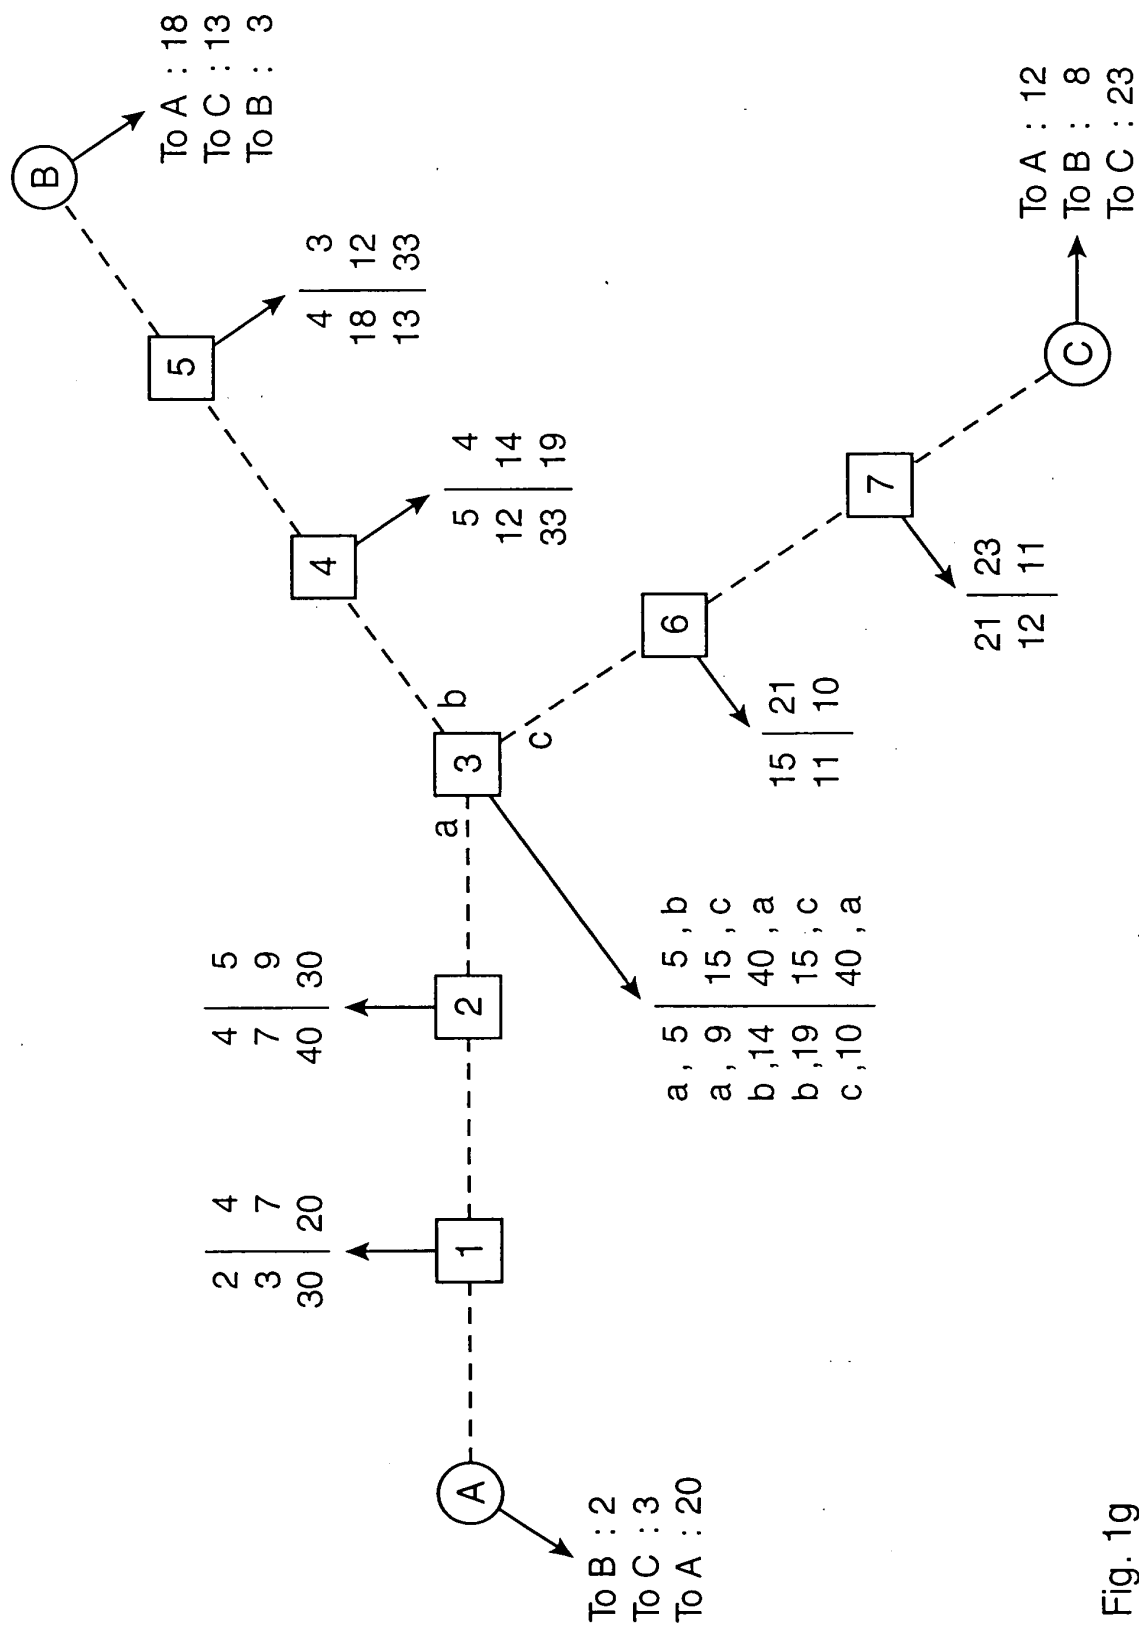 B
To A : 18
To C : 13
To B : 3
5
4 3
18 12
13 33
4
5 4
12 14
33 19
2 4
3 7
30 20
1
4 5
7 9
40 30
2
A
To B : 2
To C : 3
To A : 20
a
3
b
c
a, 5 5, b
a, 9 15, c
b, 14 40, a
b, 19 15, c
c, 10 40, a
6
15 21
11 10
7
21 23
12 11
C
To A : 12
To B : 8
To C : 23
Fig. 1g